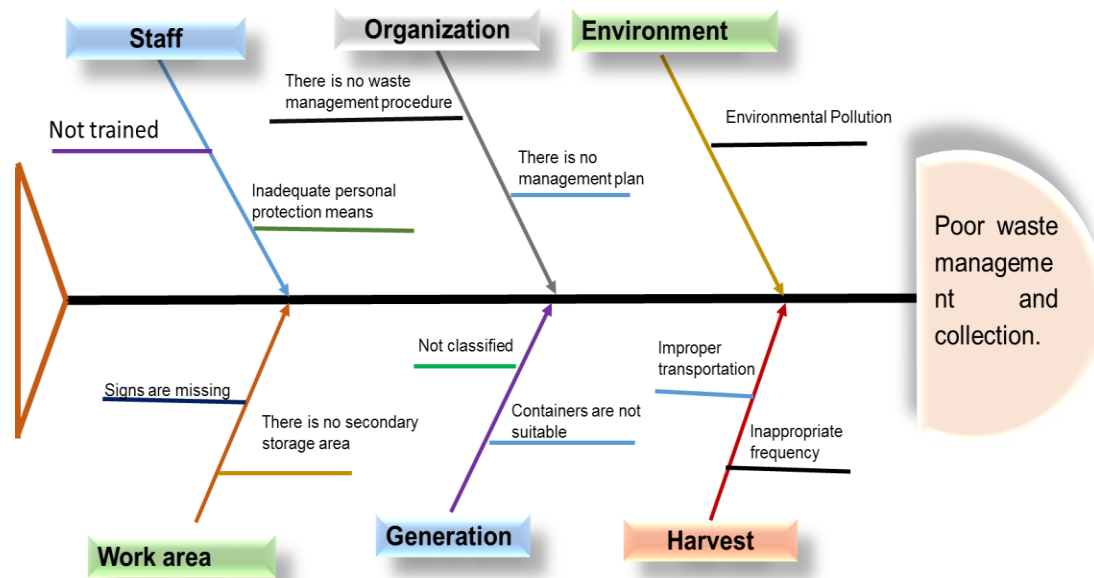 Staff
Organization
Environment
There is no waste
management procedure
Not trained
Environmental Pollution
There is no
management plan
Inadequate personal
protection means
Poor waste
manageme
nt and
collection.
Not classified
Improper
transportation
Signs are missing
There is no secondary
storage area
Containers are not
suitable
Inappropriate
frequency
Work area
Generation
Harvest